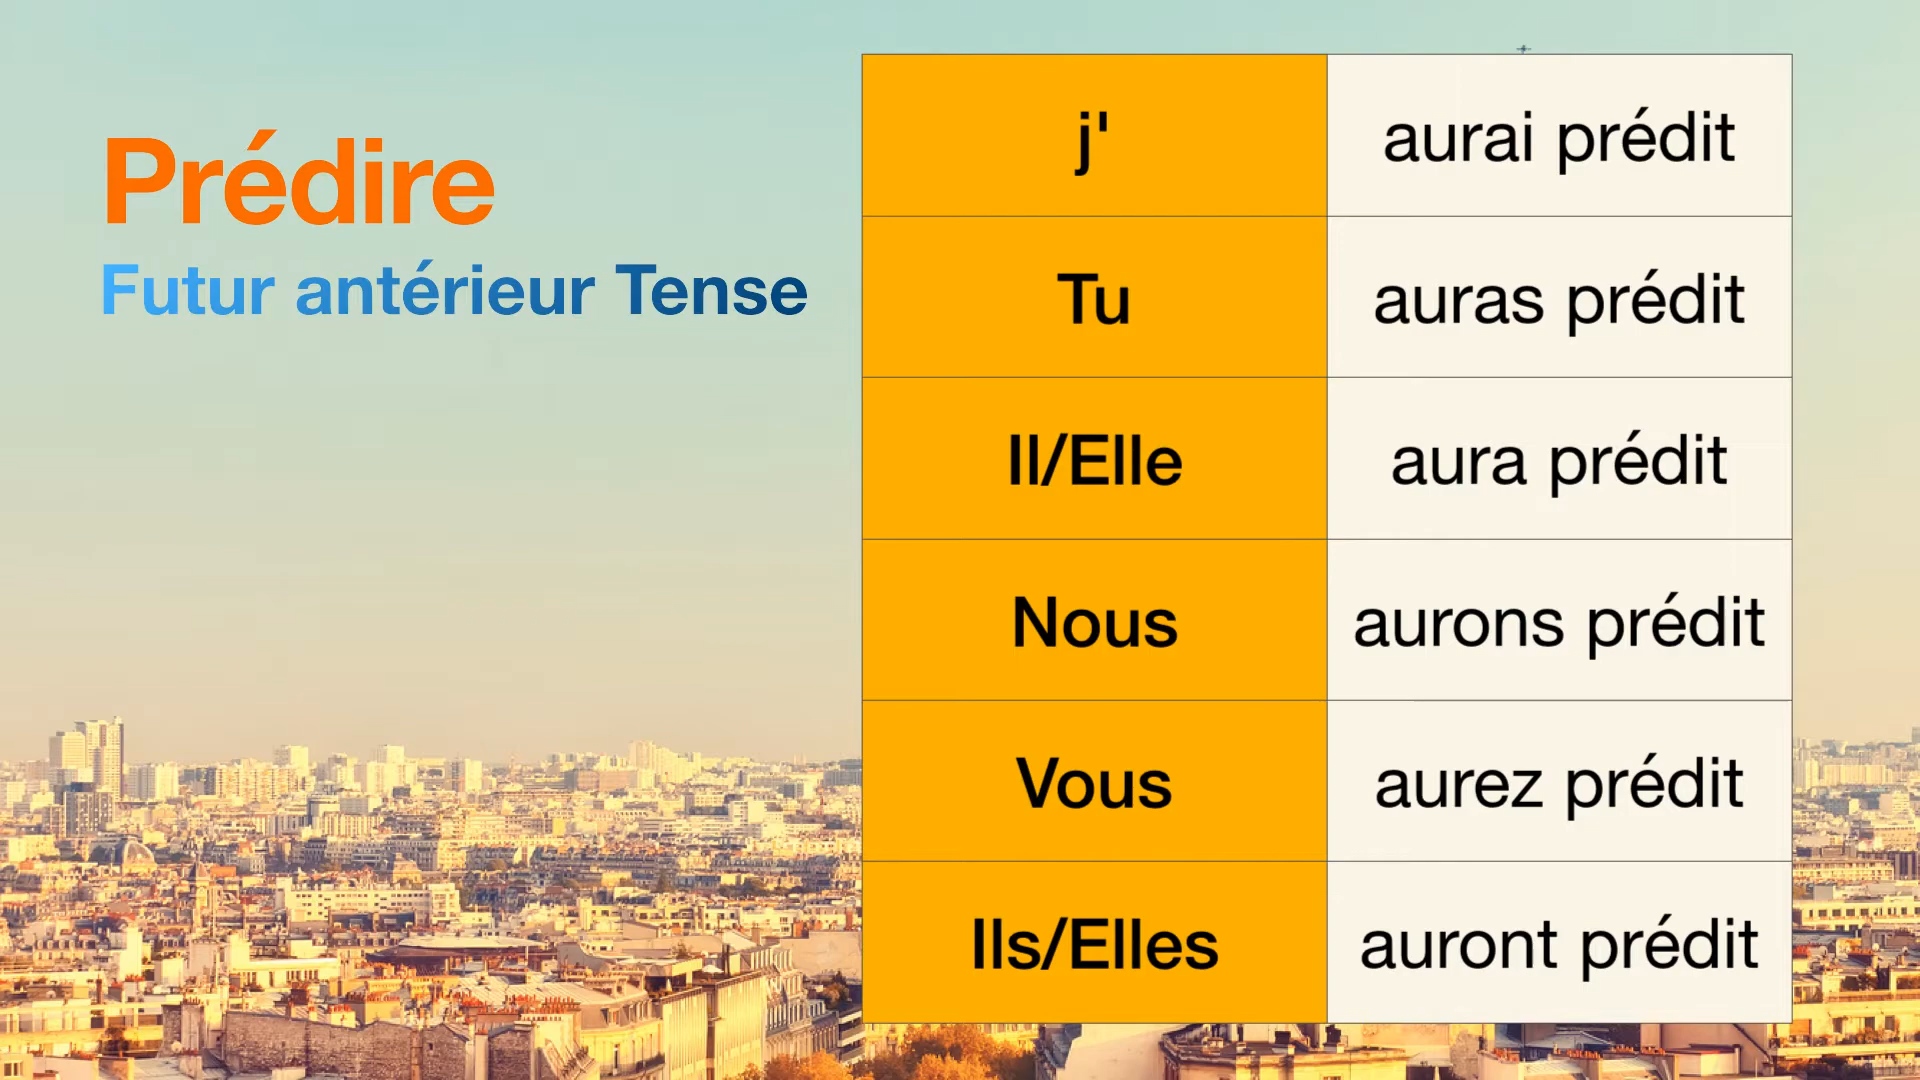 Prédire
Futur antérieur Tense
j' aurai prédit
Tu auras prédit
Il/Elle aura prédit
Nous aurons prédit
Vous aurez prédit
Ils/Elles auront prédit